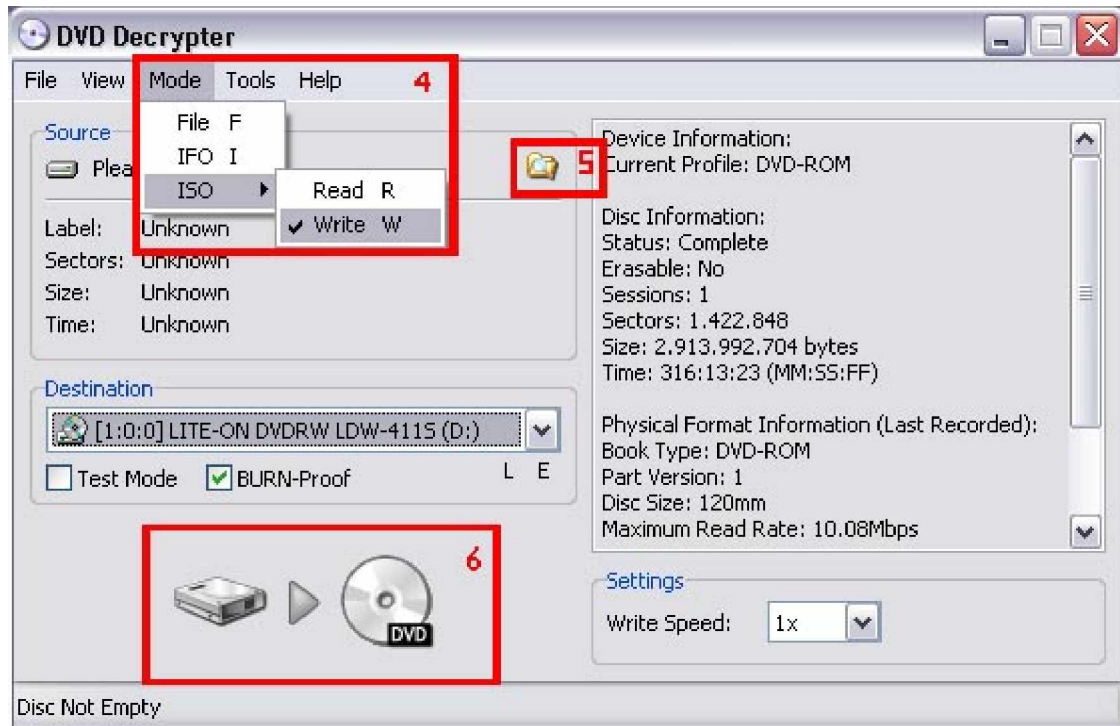 DVD Decrypter
File View Mode Tools Help 4
File F
IFO I
ISO
Read R
Write W
Source
5
Label: Unknown
Sectors: Unknown
Size: Unknown
Time: Unknown
Destination
[1:0:0] LITE-ON DVDRW LDW-411S (D:)
Test Mode BURN-Proof L E
6
DVD
Device Information:
Current Profile: DVD-ROM
Disc Information:
Status: Complete
Erasable: No
Sessions: 1
Sectors: 1.422.848
Size: 2.913.992.704 bytes
Time: 316:13:23 (MM:SS:FF)
Physical Format Information (Last Recorded):
Book Type: DVD-ROM
Part Version: 1
Disc Size: 120mm
Maximum Read Rate: 10.08Mbps
Settings
Write Speed: 1x
Disc Not Empty